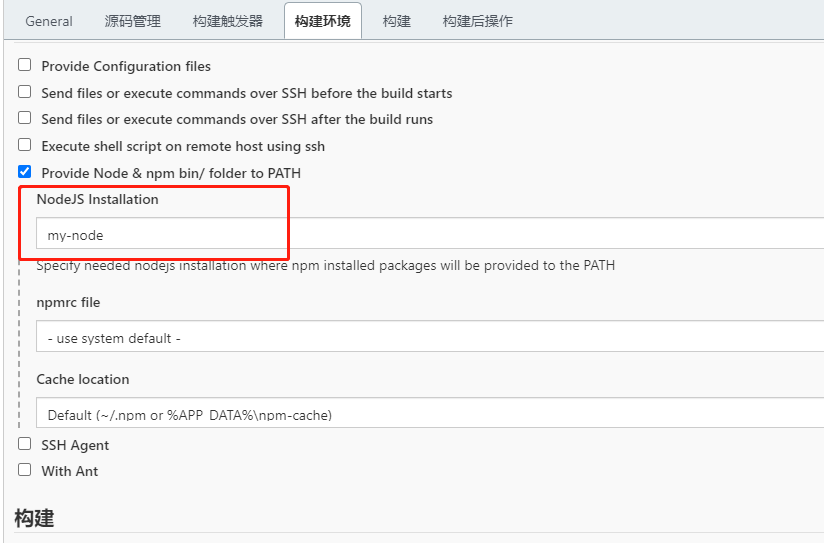 General 源码管理 构建触发器 构建环境 构建 构建后操作
Provide Configuration files
Send files or execute commands over SSH before the build starts
Send files or execute commands over SSH after the build runs
Execute shell script on remote host using ssh
Provide Node & npm bin/ folder to PATH
NodeJS Installation
my-node
Specify needed nodejs installation where npm installed packages will be provided to the PATH
npmrc file
- use system default -
Cache location
Default (~/.npm or %APP_DATA%\npm-cache)
SSH Agent
With Ant
构建